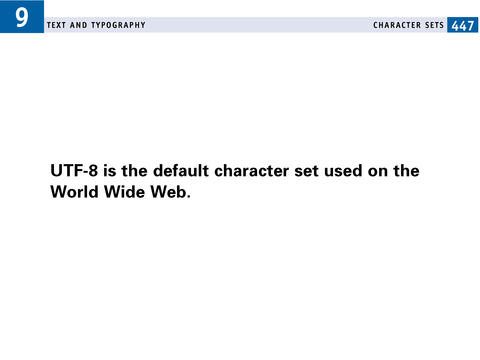 9
TEXT AND TYPOGRAPHY
CHARACTER SETS 447
UTF-8 is the default character set used on the
World Wide Web.